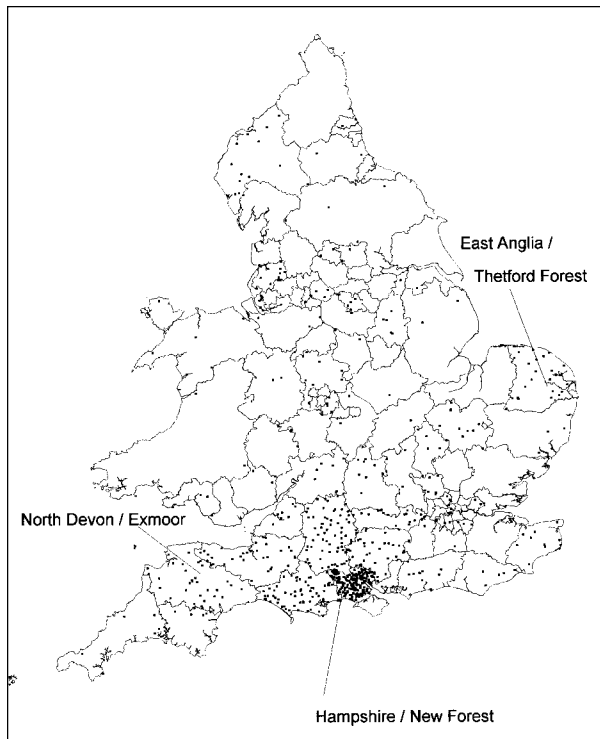 East Anglia /
Thetford Forest
North Devon / Exmoor
Hampshire / New Forest